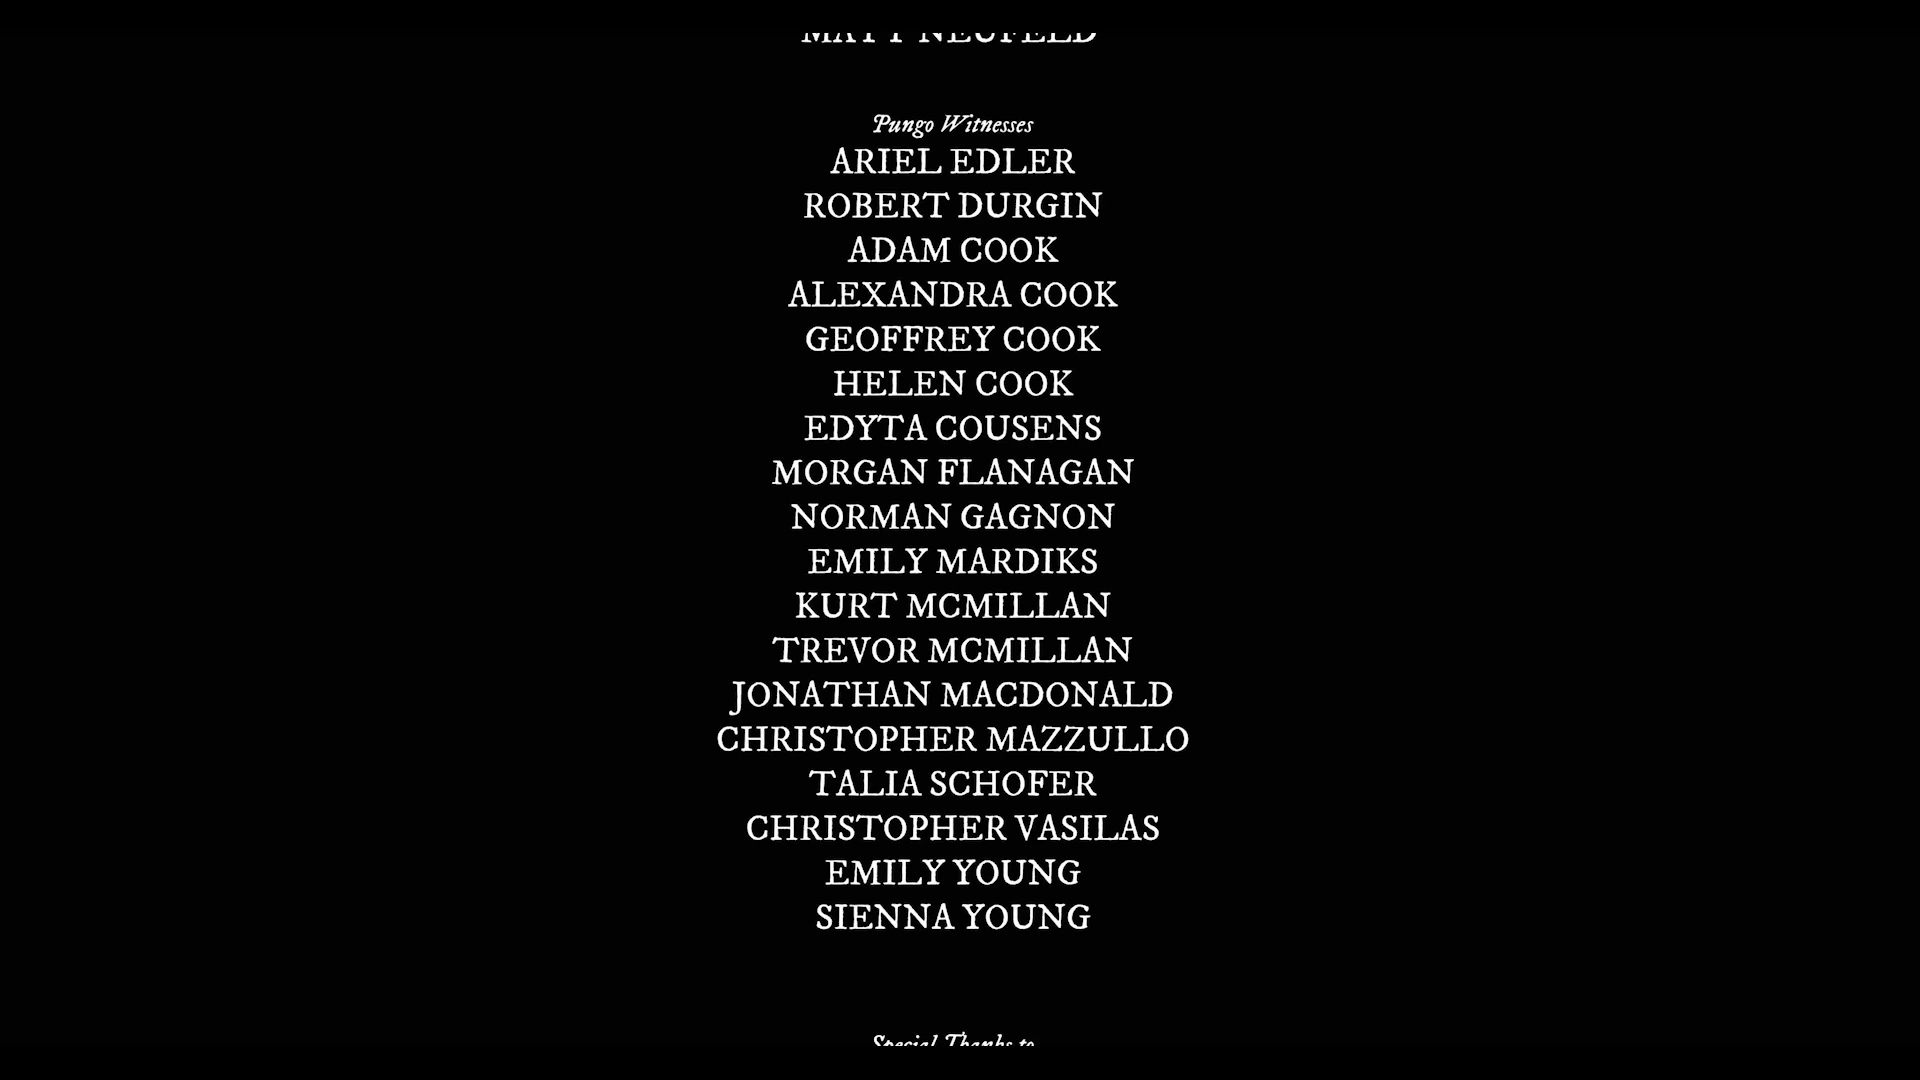 MATT NEUFELD
Pungo Witnesses
ARIEL EDLER
ROBERT DURGIN
ADAM COOK
ALEXANDRA COOK
GEOFFREY COOK
HELEN COOK
EDYTA COUSENS
MORGAN FLANAGAN
NORMAN GAGNON
EMILY MARDIKS
KURT MCMILLAN
TREVOR MCMILLAN
JONATHAN MACDONALD
CHRISTOPHER MAZZULLO
TALIA SCHOFER
CHRISTOPHER VASILAS
EMILY YOUNG
SIENNA YOUNG
Special Thanks to